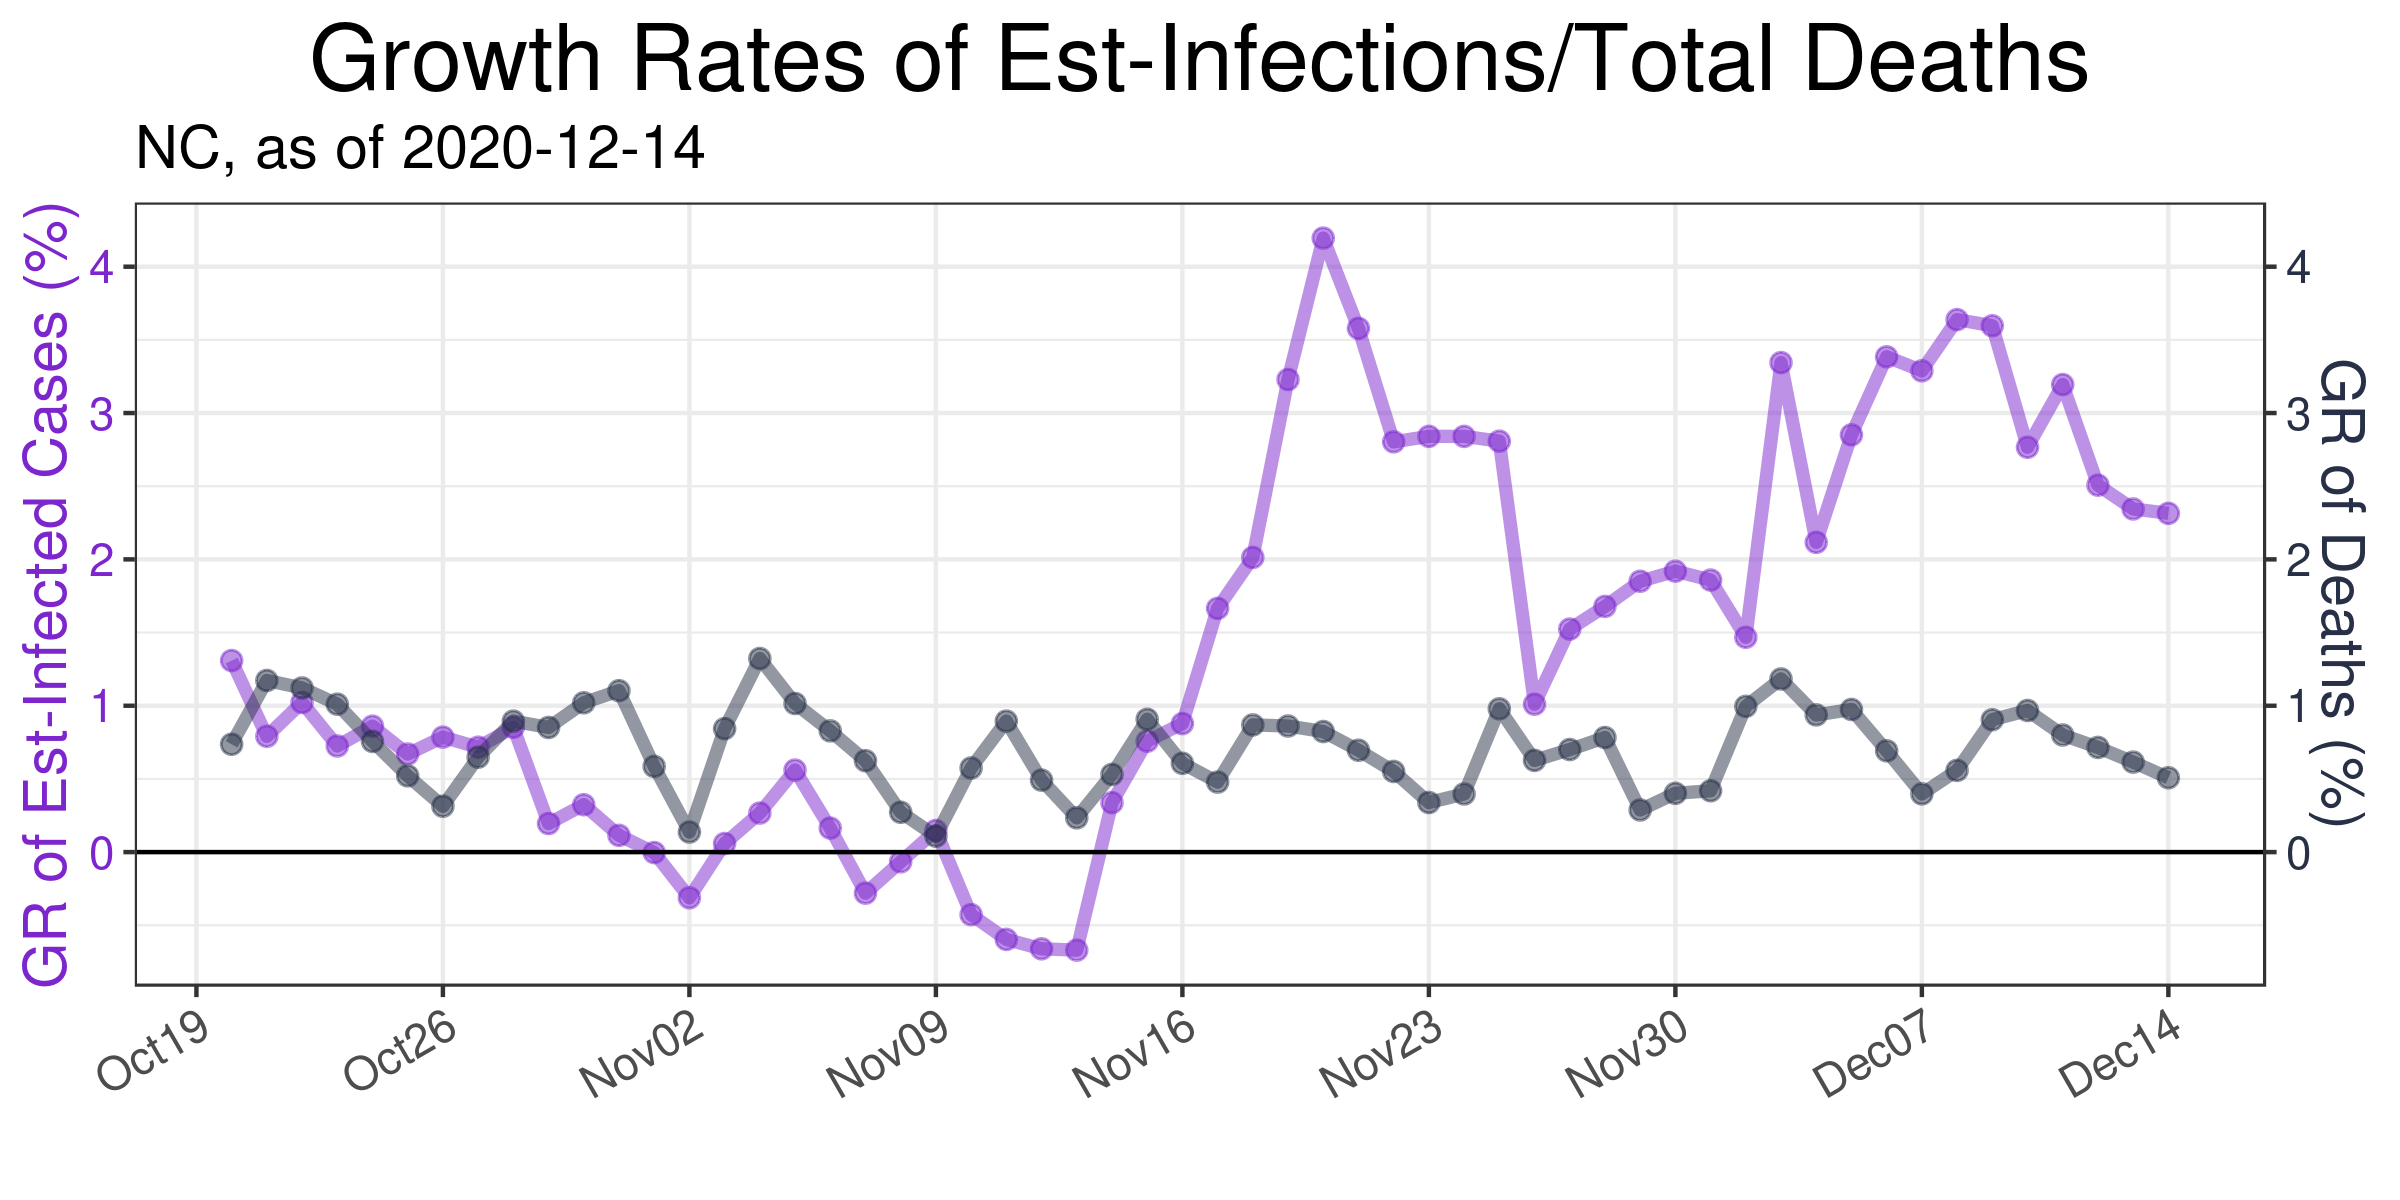 Growth Rates of Est-Infections/Total Deaths
NC, as of 2020-12-14
GR of Est-Infected Cases (%)
4
3
2
1
0
4
3
2
1
0
GR of Deaths (%)
Oct19
Oct26
Nov02
Nov09
Nov16
Nov23
Nov30
Dec07
Dec14